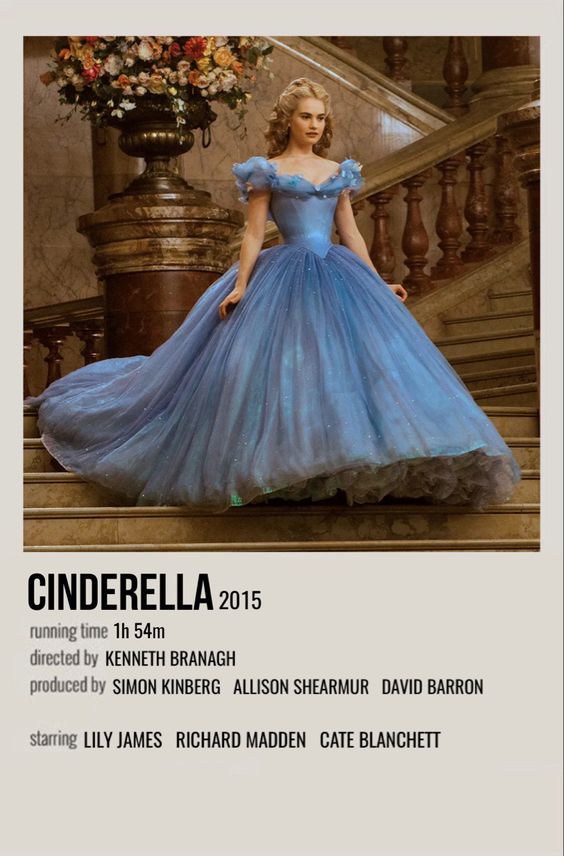 CINDERELLA 2015
running time 1h 54m
directed by KENNETH BRANAGH
produced by SIMON KINBERG ALLISON SHEARMUR DAVID BARRON
starring LILY JAMES RICHARD MADDEN CATE BLANCHETT